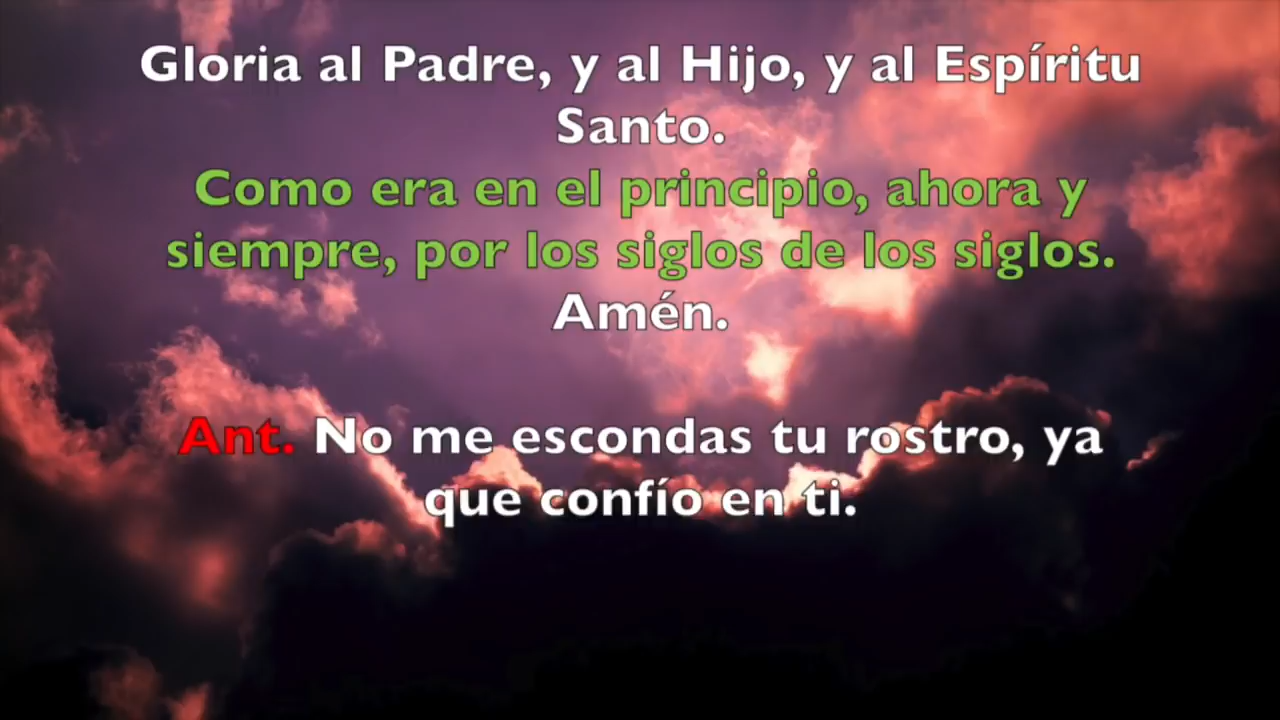 Gloria al Padre, y al Hijo, y al Espíritu
Santo.
Como era en el principio, ahora y
siempre, por los siglos de los siglos.
Amén.
Ant. No me escondas tu rostro, ya
que confío en ti.